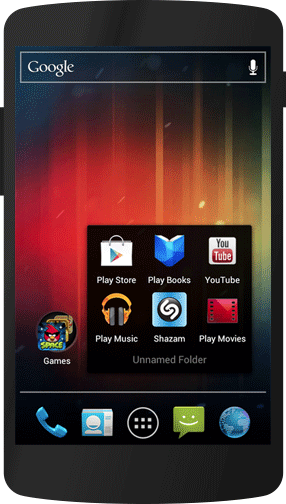 Google
Play Store Play Books YouTube
You
Tube
SPACE
Play Music Shazam Play Movies
Games
Unnamed Folder